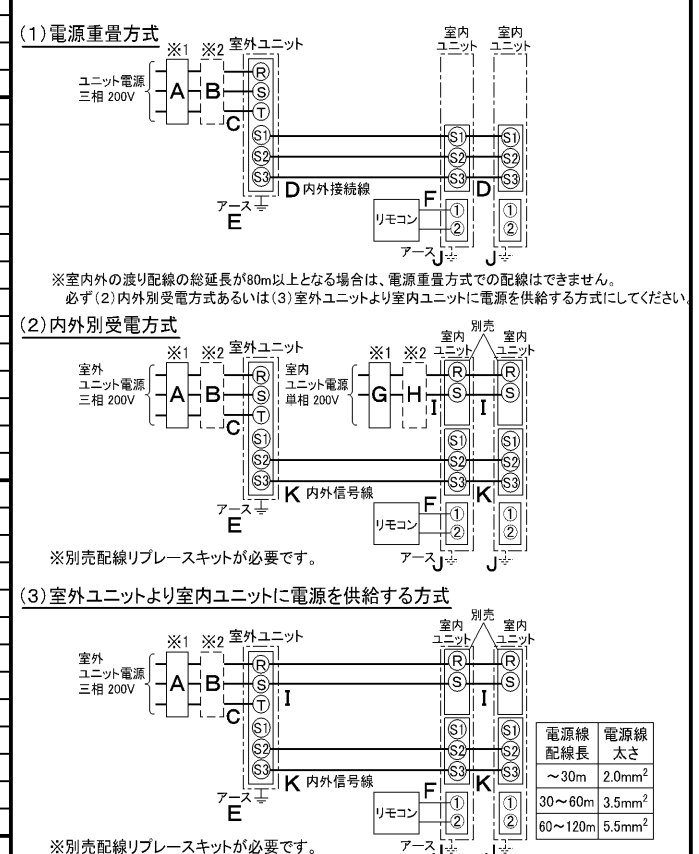 (1)電源重畳方式
※1 ※2 室外ユニット
室内
ユニット
室内
ユニット
ユニット電源
三相 200V
A B C
R
S
T
S1
S2
S3
S1
S2
S3
S1
S2
S3
D 内外接続線
D
アース
E
リモコン
F
①
②
①
②
アース
J J
※室内外の渡り配線の総延長が80m以上となる場合は、電源重畳方式での配線はできません。
必ず(2)内外別受電方式あるいは(3)室外ユニットより室内ユニットに電源を供給する方式にしてください。
(2)内外別受電方式
※1 ※2 室外ユニット
室外
ユニット電源
三相 200V
A B C
R
S
T
S1
S2
S3
※1 ※2
室内
ユニット電源
単相 200V
G H I I
別売
室内
ユニット
室内
ユニット
R
S
S1
S2
S3
R
S
S1
S2
S3
K 内外信号線
K
アース
E
リモコン
F
①
②
①
②
アース
J J
※別売配線リプレースキットが必要です。
(3)室外ユニットより室内ユニットに電源を供給する方式
※1 ※2 室外ユニット
室外
ユニット電源
三相 200V
A B C
R
S
T
S1
S2
S3
I I
別売
室内
ユニット
室内
ユニット
R
S
S1
S2
S3
R
S
S1
S2
S3
K 内外信号線
K
アース
E
リモコン
F
①
②
①
②
アース
J J
電源線配線長 電源線太さ
～30m 2.0mm²
30～60m 3.5mm²
60～120m 5.5mm²
※別売配線リプレースキットが必要です。